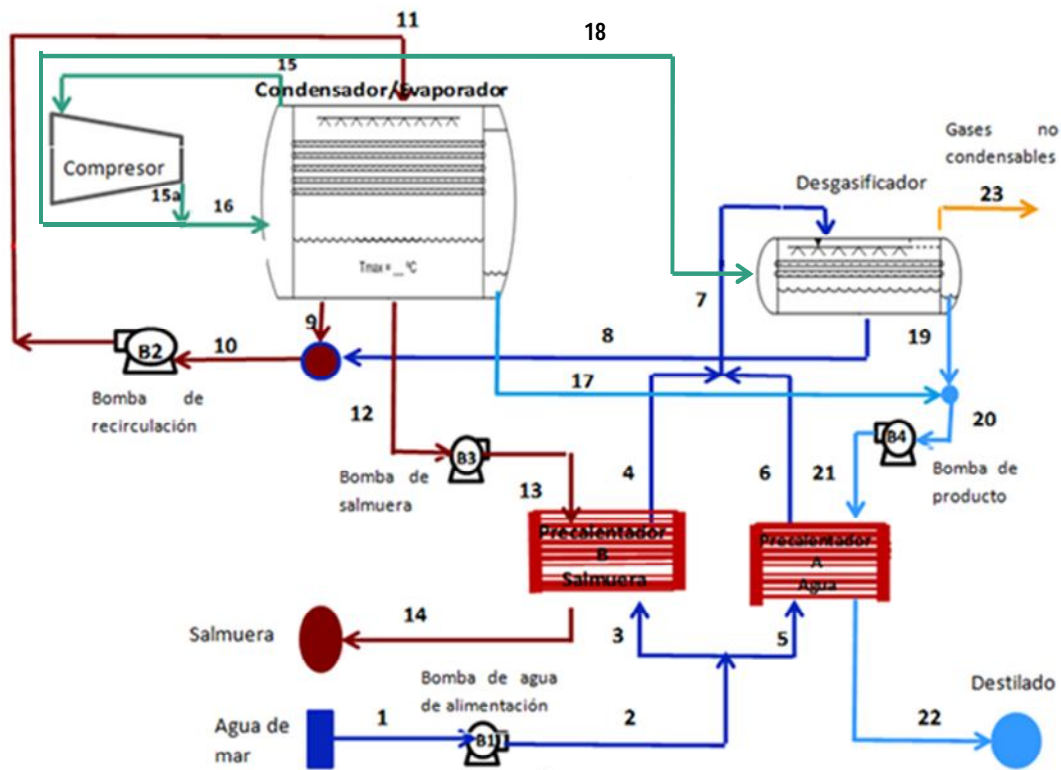 11
18
15
Condensador/Evaporador
Gases no
condensables
Compresor
Desgasificador
23
15a
16
Tmax = __ ºC
7
9
8
19
B2
10
17
Bomba de
recirculación
12
20
B4
B3
Bomba de
salmuera
4
6
21
Bomba de
producto
13
Precalentador
B
Salmuera
Precalentador
A
Agua
Salmuera
14
3
5
Bomba de agua
de alimentación
Destilado
Agua de
mar
1
B1
2
22